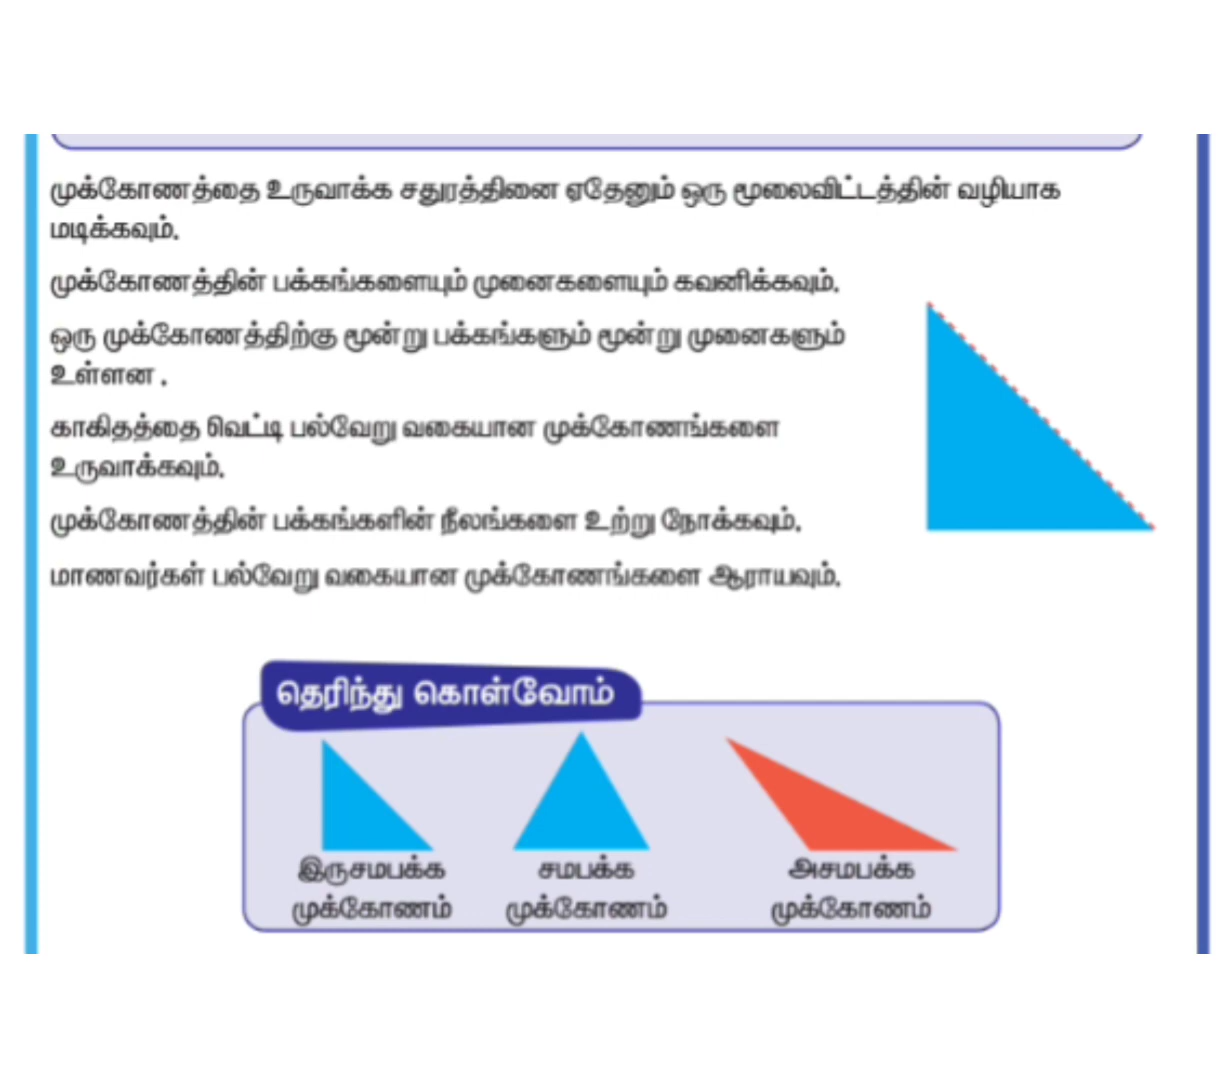 முக்கோணத்தை உருவாக்க சதுரத்தினை ஏதேனும் ஒரு மூலைவிட்டத்தின் வழியாக
மடிக்கவும்.
முக்கோணத்தின் பக்கங்களையும் முனைகளையும் கவனிக்கவும்.
ஒரு முக்கோணத்திற்கு மூன்று பக்கங்களும் மூன்று முனைகளும்
உள்ளன .
காகிதத்தை வெட்டி பல்வேறு வகையான முக்கோணங்களை
உருவாக்கவும்.
முக்கோணத்தின் பக்கங்களின் நீலங்களை உற்று நோக்கவும்.
மாணவர்கள் பல்வேறு வகையான முக்கோணங்களை ஆராயவும்.
தெரிந்து கொள்வோம்
இருசமபக்க
முக்கோணம்
சமபக்க
முக்கோணம்
அசமபக்க
முக்கோணம்